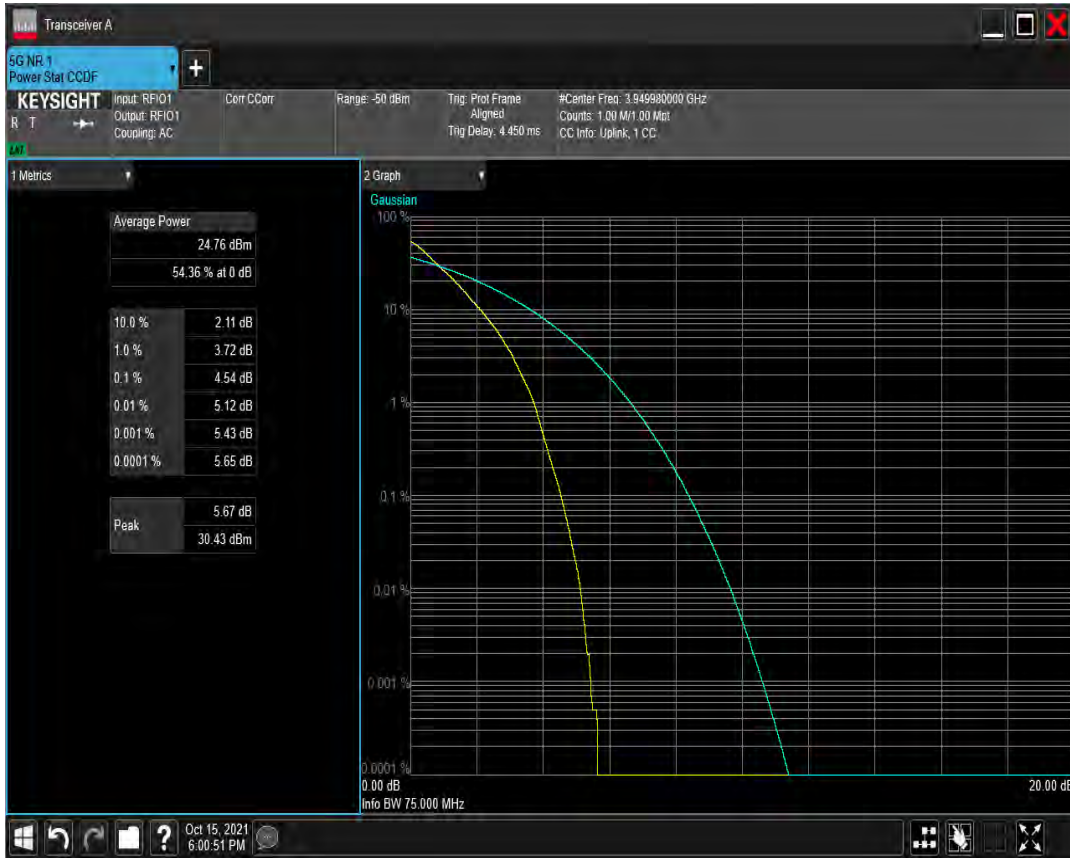 Transceiver A
5G NR 1
Power Stat CCDF
+
KEYSIGHT
R T
LXI
Input: RFIO1
Output: RFIO1
Coupling: AC
Corr CCorr
Range: -50 dBm
Trig: Prot Frame
Aligned
Trig Delay: 4.450 ms
#Center Freq: 3.949980000 GHz
Counts: 1.00 M/1.00 Mpt
CC Info: Uplink, 1 CC
1 Metrics
Average Power
24.76 dBm
54.36 % at 0 dB
10.0 % 2.11 dB
1.0 % 3.72 dB
0.1 % 4.54 dB
0.01 % 5.12 dB
0.001 % 5.43 dB
0.0001 % 5.65 dB
Peak
5.67 dB
30.43 dBm
2 Graph
Gaussian
100 %
10 %
1 %
0.1 %
0.01 %
0.001 %
0.0001 %
0.00 dB
20.00 dB
Info BW 75.000 MHz
?
Oct 15, 2021
6:00:51 PM